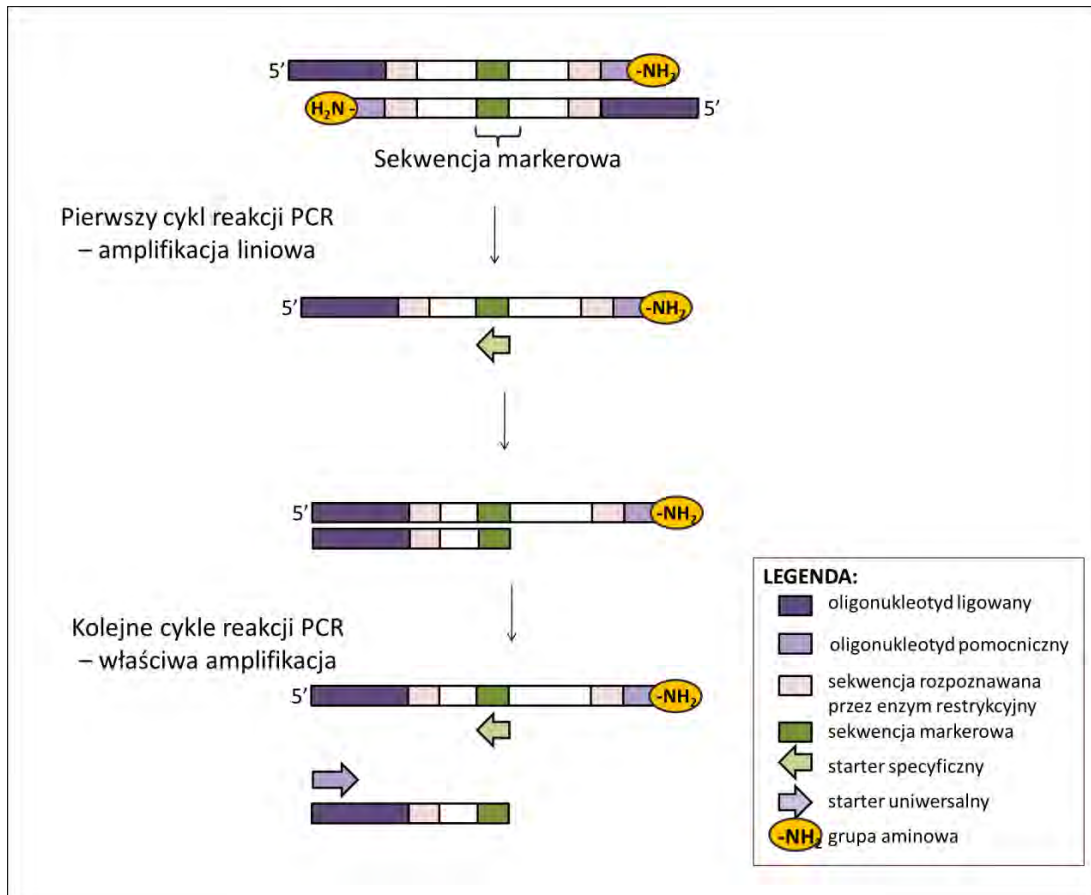 5'
-NH2
H2N -
5'
Sekwencja markerowa
Pierwszy cykl reakcji PCR
– amplifikacja liniowa
5'
-NH2
5'
-NH2
Kolejne cykle reakcji PCR
– właściwa amplifikacja
5'
-NH2
LEGENDA:
oligonukleotyd ligowany
oligonukleotyd pomocniczny
sekwencja rozpoznawana
przez enzym restrykcyjny
sekwencja markerowa
starter specyficzny
starter uniwersalny
-NH2 grupa aminowa